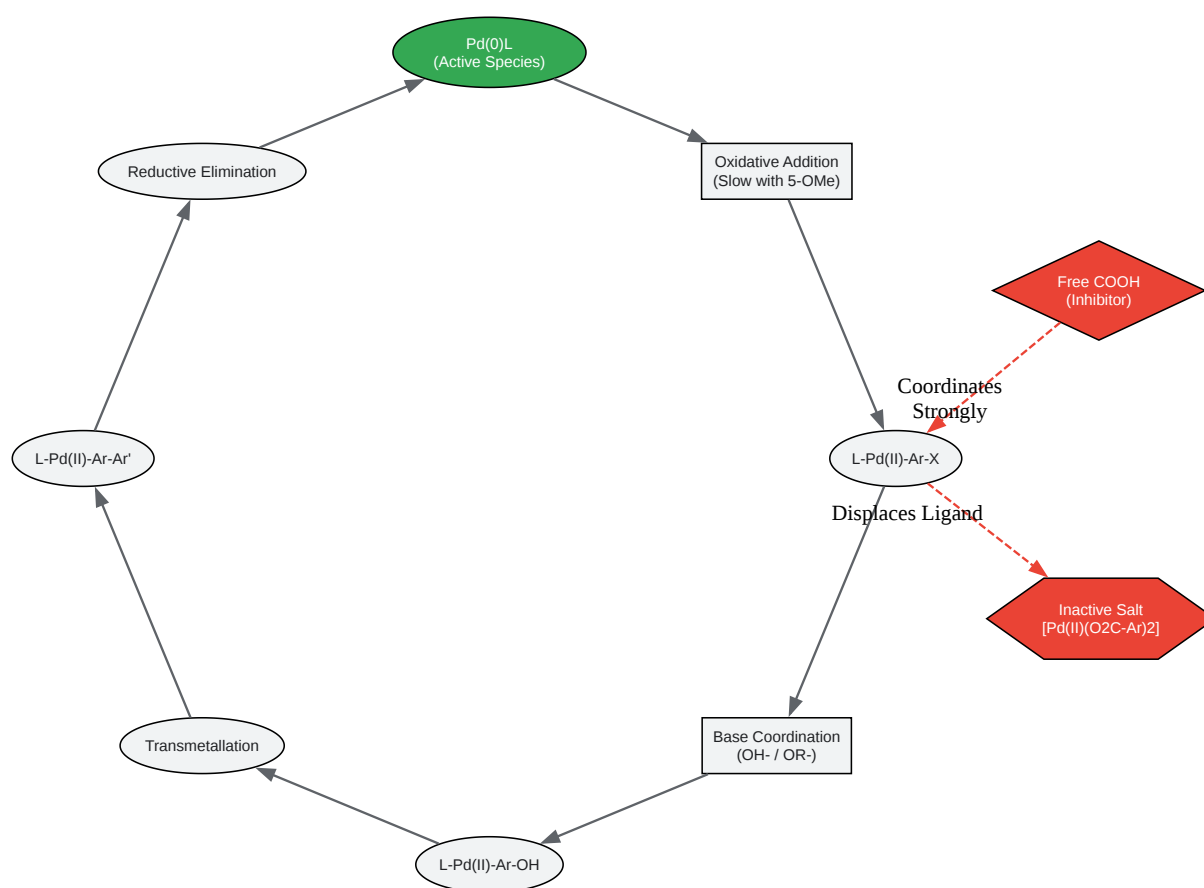 Pd(0)L
(Active Species)
Oxidative Addition
(Slow with 5-OMe)
Reductive Elimination
Free COOH
(Inhibitor)
Coordinates
Strongly
L-Pd(II)-Ar-Ar'
L-Pd(II)-Ar-X
Displaces Ligand
Inactive Salt
[Pd(II)(O2C-Ar)2]
Base Coordination
(OH- / OR-)
Transmetallation
L-Pd(II)-Ar-OH